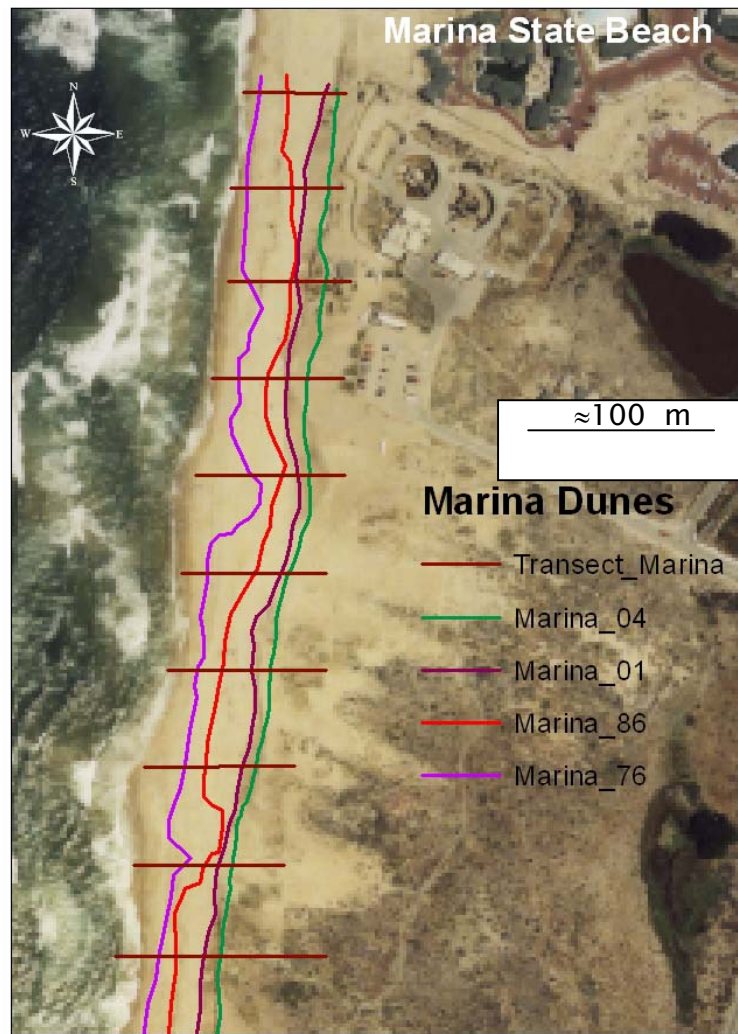 Marina State Beach
N
W E
S
≈100 m
Marina Dunes
Transect_Marina
Marina_04
Marina_01
Marina_86
Marina_76